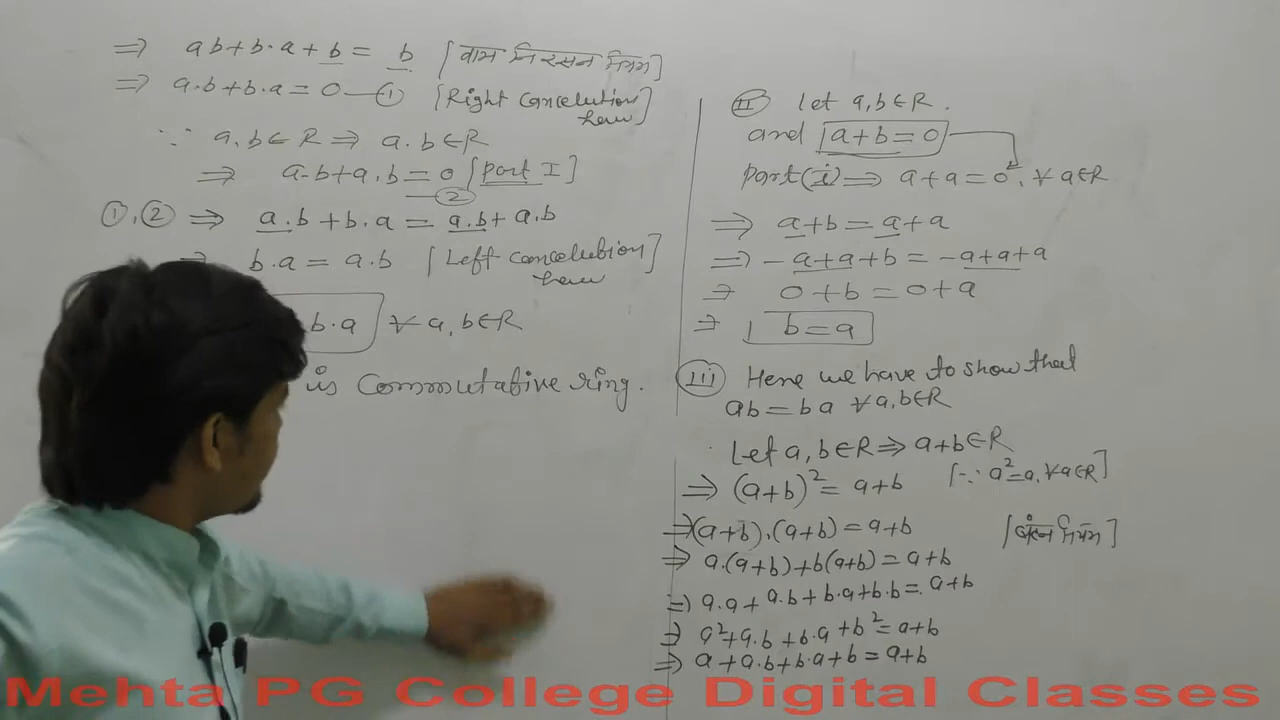 ⇒ ab+b·a+b = b [वाम निरसन नियम]
⇒ a·b+b·a = 0 —① [Right Cancelution law]
∵ a,b∈R ⇒ a.b∈R
⇒ a.b+a.b = 0 [Part I]
—②
①,② ⇒ a.b+b.a = a.b+a.b
⇒ b.a = a.b [Left Cancelution law]
b.a ∀ a,b∈R
is Commutative ring.
II Let a,b∈R.
and a+b=0
Part(i) ⇒ a+a=0, ∀ a∈R
⇒ a+b = a+a
⇒ -a+a+b = -a+a+a
⇒ 0+b = 0+a
⇒ b = a
III Here we have to show that
ab = ba ∀ a,b∈R
Let a,b∈R ⇒ a+b∈R
⇒ (a+b)² = a+b [∵ a²=a, ∀a∈R]
⇒ (a+b).(a+b) = a+b [बंटन नियम]
⇒ a.(a+b)+b(a+b) = a+b
⇒ a.a+a.b+b.a+b.b = a+b
⇒ a²+a.b+b.a+b² = a+b
⇒ a+a.b+b.a+b = a+b
Mehta PG College Digital Classes